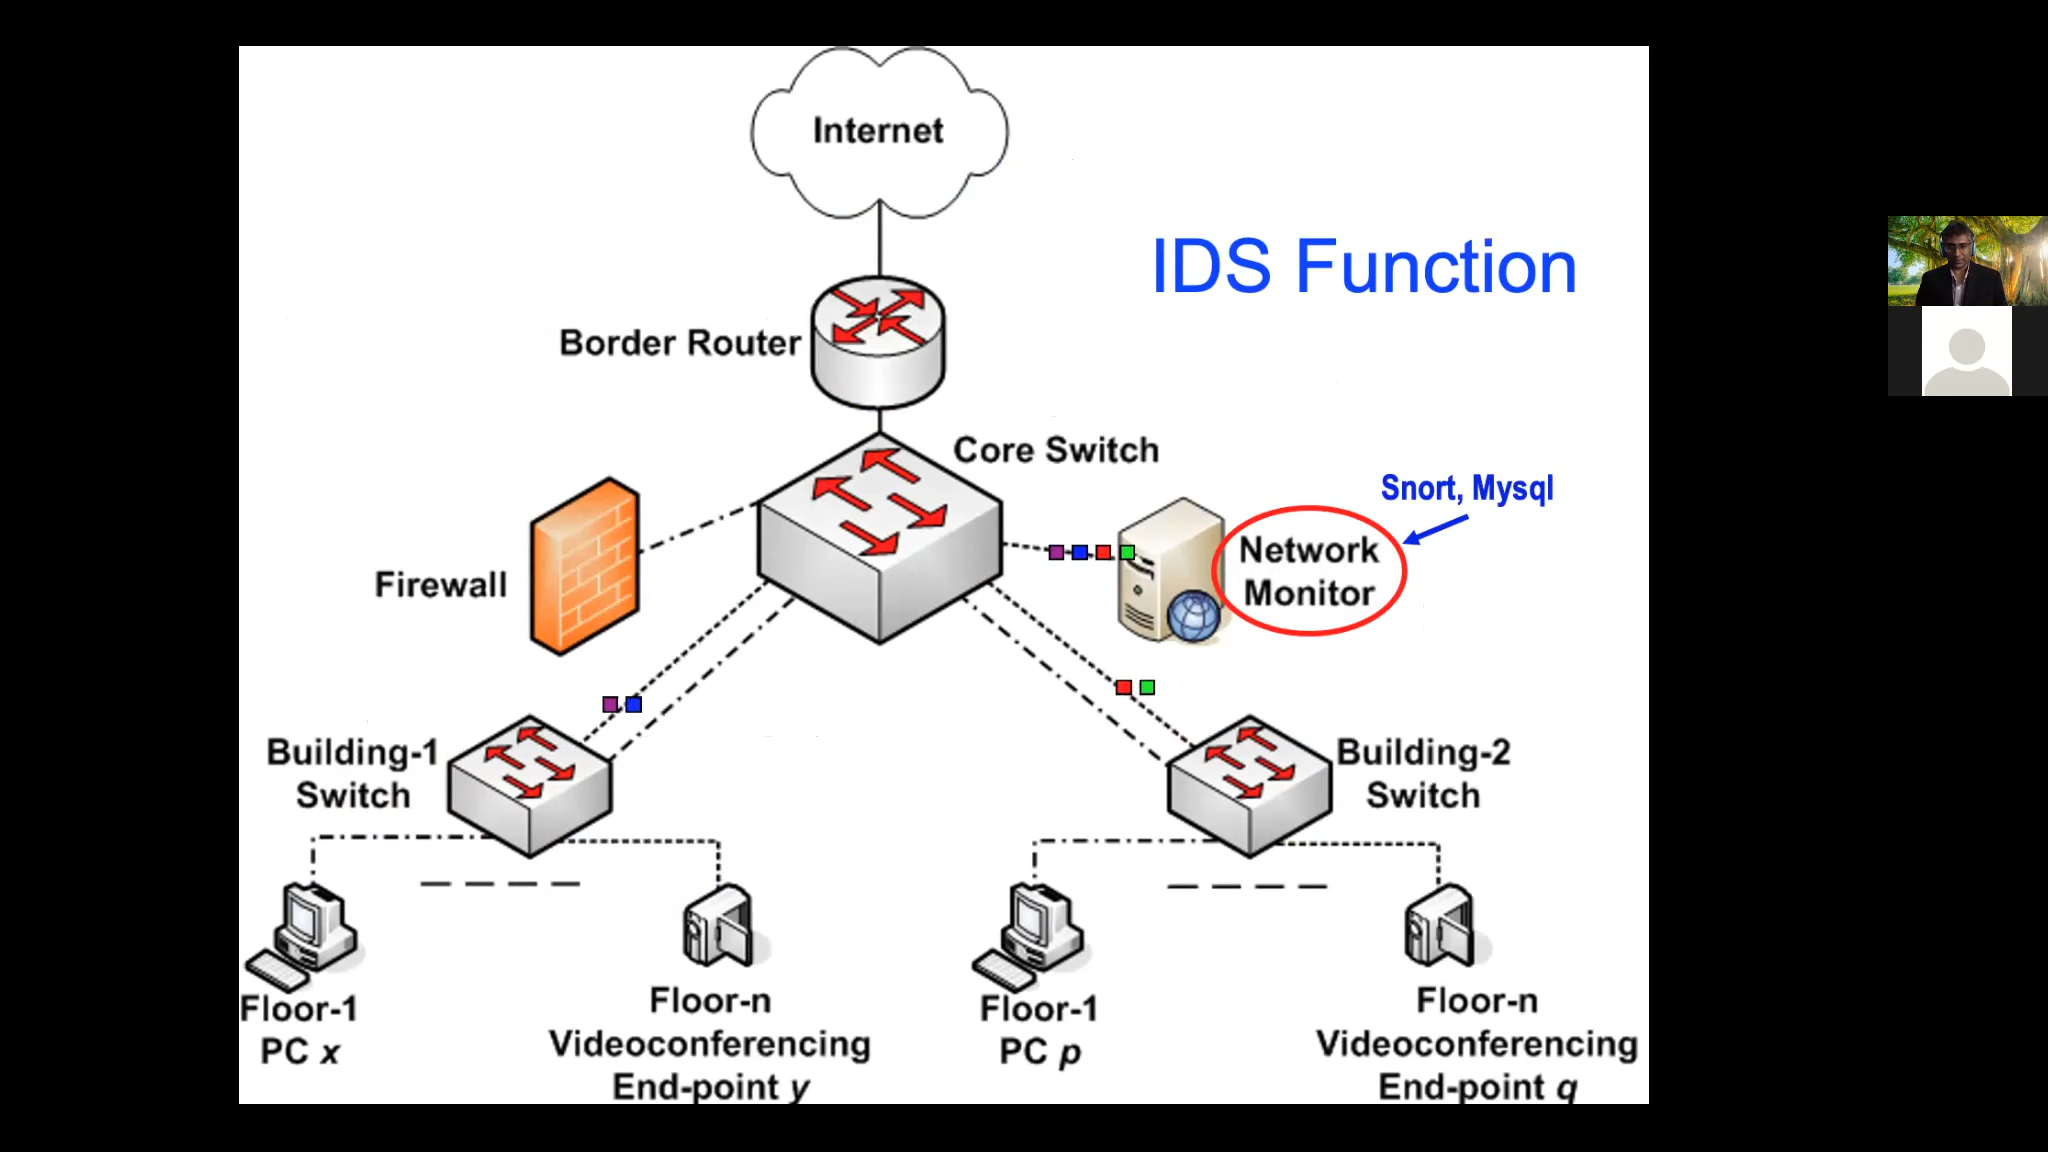 Internet
IDS Function
Border Router
Core Switch
Snort, Mysql
Network
Monitor
Firewall
Building-1
Switch
Building-2
Switch
Floor-1
PC x
Floor-n
Videoconferencing
End-point y
Floor-1
PC p
Floor-n
Videoconferencing
End-point q